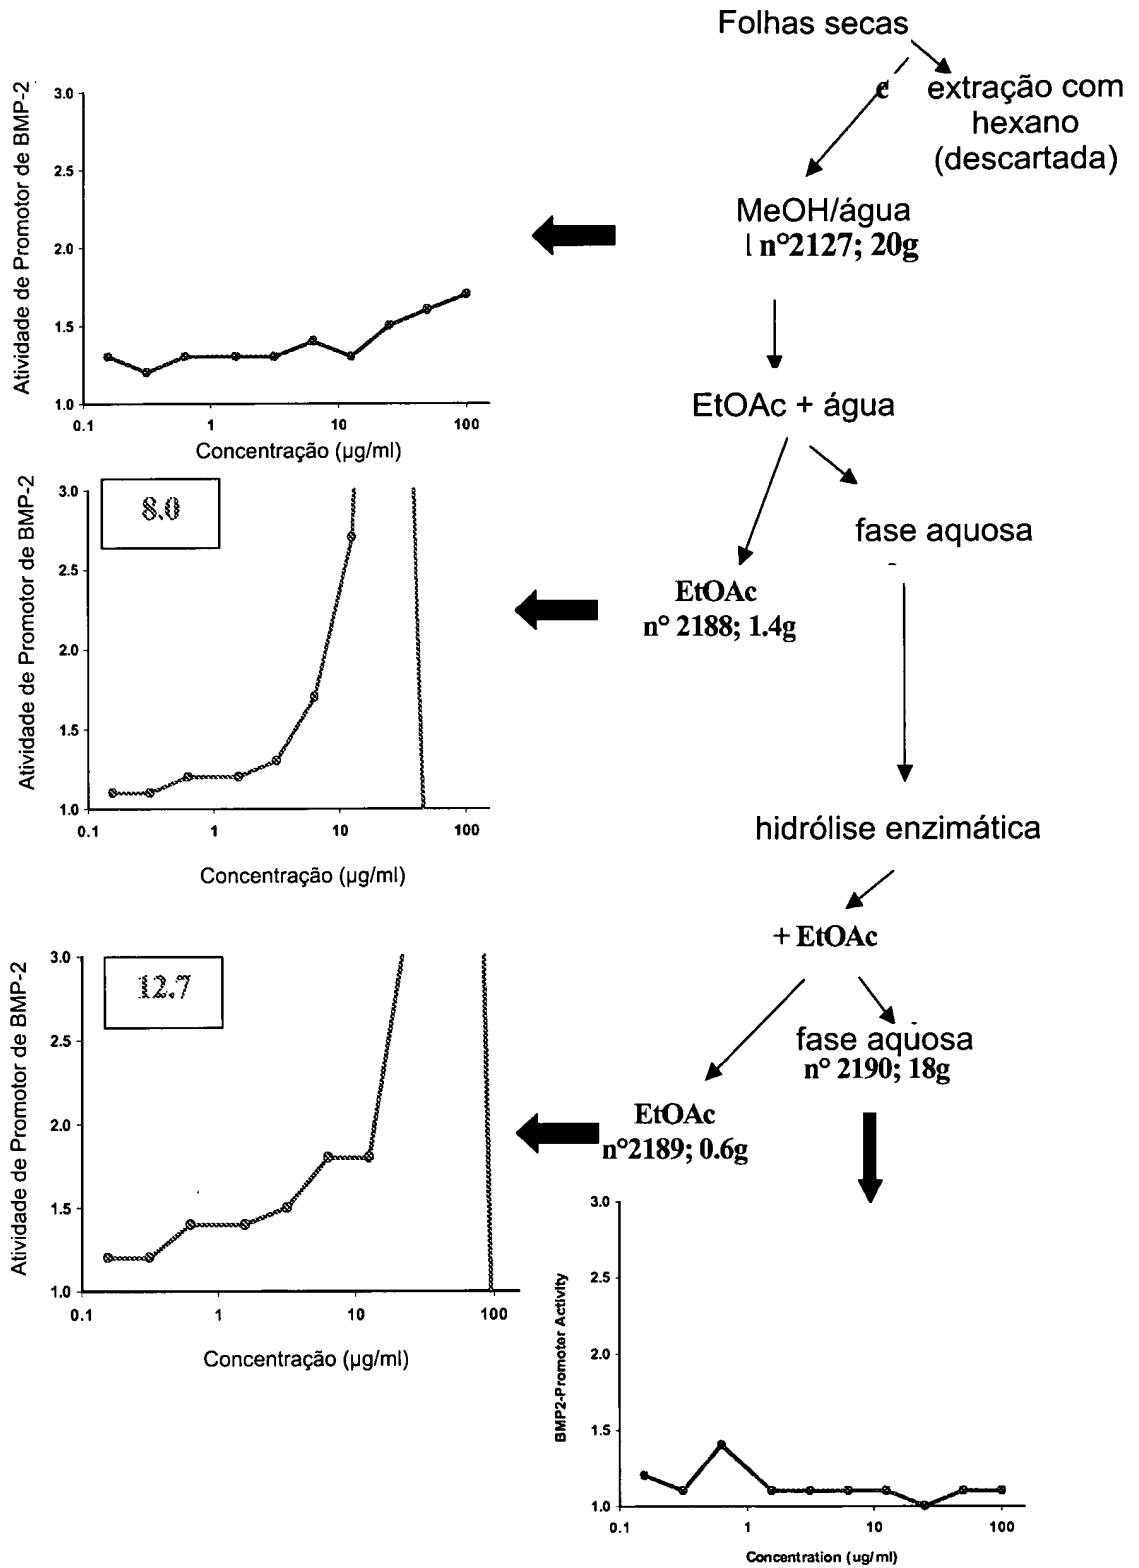 Folhas secas
extração com
hexano
(descartada)
MeOH/água
n°2127; 20g
Atividade de Promotor de BMP-2
3.0
2.5
2.0
1.5
1.0
0.1
1
10
100
Concentração (µg/ml)
EtOAc + água
fase aquosa
EtOAc
n° 2188; 1.4g
Atividade de Promotor de BMP-2
8.0
3.0
2.5
2.0
1.5
1.0
0.1
1
10
100
Concentração (µg/ml)
hidrólise enzimática
+ EtOAc
fase aquosa
n° 2190; 18g
EtOAc
n°2189; 0.6g
Atividade de Promotor de BMP-2
12.7
3.0
2.5
2.0
1.5
1.0
0.1
1
10
100
Concentração (µg/ml)
BMP2-Promoter Activity
3.0
2.5
2.0
1.5
1.0
0.1
1
10
100
Concentration (ug/ml)